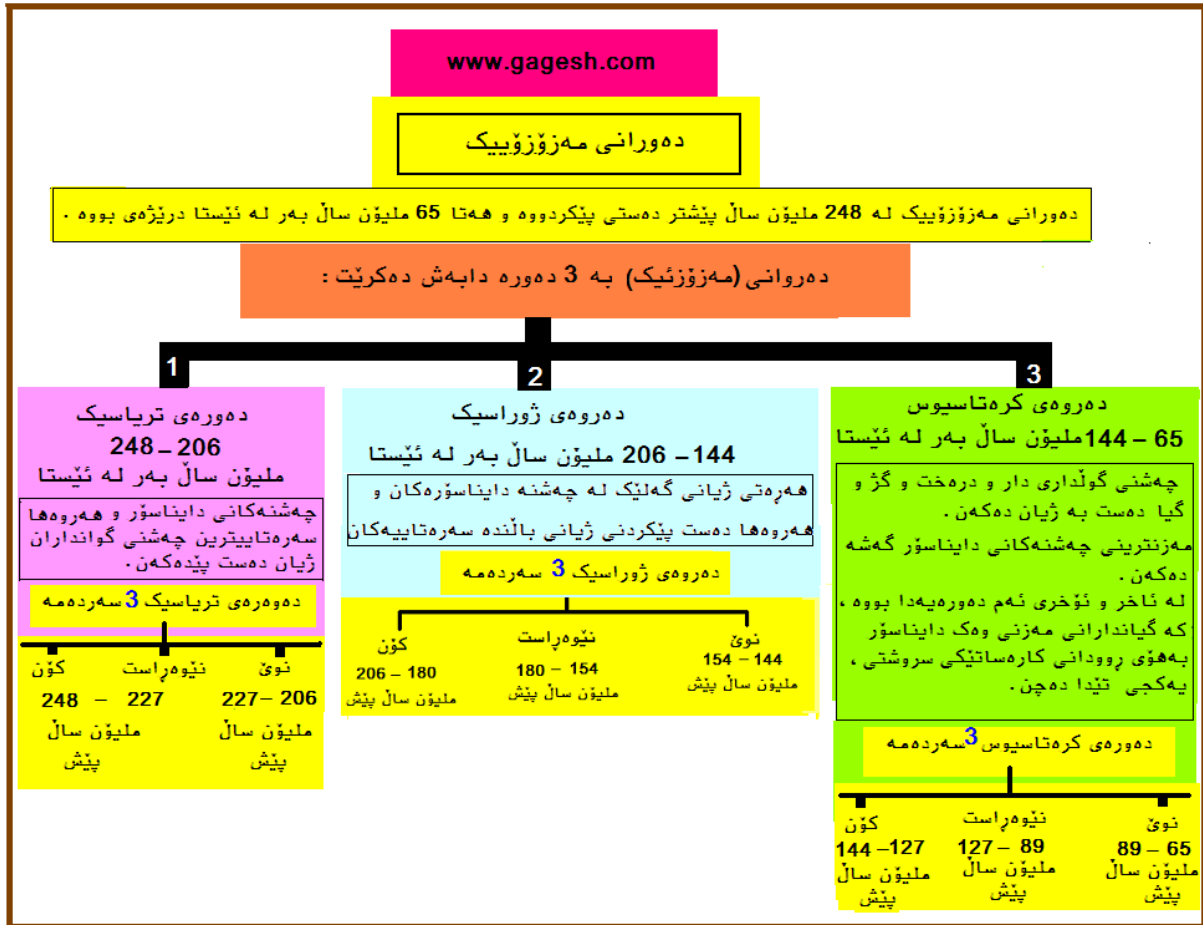 www.gagesh.com
دەورانی مەزۆزۆییک
دەورانی مەزۆزۆییک لە 248 ملیۆن ساڵ پێشتر دەستی پێکردووە و هەتا 65 ملیۆن ساڵ بەر لە ئێستا درێژەی بووە .
دەروانی (مەزۆزئیک) بە 3 دەورە دابەش دەکرێت :
1
دەورەی تریاسیک
248 – 206
ملیۆن ساڵ بەر لە ئێستا
چەشنەکانی دایناسۆر و هەروەها
سەرەتاییترین چەشنی گوانداران
ژیان دەست پێدەکەن .
دەوەرەی تریاسیک 3 سەردەمە
کۆن
نێوەڕاست
نوێ
248 – 227
227 – 206
ملیۆن ساڵ
پێش
ملیۆن ساڵ
پێش
2
دەروەی ژوراسیک
206 – 144 ملیۆن ساڵ بەر لە ئێستا
هەڕەتی ژیانی گەلێک لە چەشنە دایناسۆرەکان و
هەروەها دەست پێکردنی ژیانی باڵندە سەرەتاییەکان
دەروەی ژوراسیک 3 سەردەمە
کۆن
206 – 180
ملیۆن ساڵ پێش
نێوەڕاست
180 – 154
ملیۆن ساڵ پێش
نوێ
154 – 144
ملیۆن ساڵ پێش
3
دەروەی کرەتاسیوس
144 – 65 ملیۆن ساڵ بەر لە ئێستا
چەشنی گوڵداری دار و درەخت و گژ و
گیا دەست بە ژیان دەکەن .
مەزنترینی چەشنەکانی دایناسۆر گەشە
دەکەن .
لە ئاخر و ئۆخری ئەم دەورەیەدا بووە ،
کە گیاندارانی مەزنی وەک دایناسۆر
بەهۆی ڕوودانی کارەساتێکی سروشتی ،
یەکجی تێدا دەچن .
دەورەی کرەتاسیوس 3 سەردەمە
کۆن
144 – 127
ملیۆن ساڵ
پێش
نێوەڕاست
127 – 89
ملیۆن ساڵ
پێش
نوێ
89 – 65
ملیۆن ساڵ
پێش